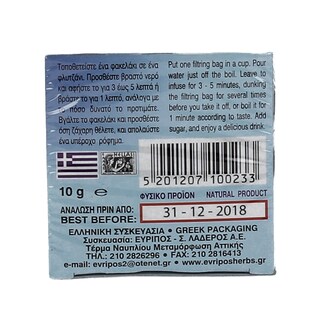 Τοποθετείστε ένα φακελάκι σε ένα
φλυτζάνι. Προσθέστε βραστό νερό
και αφήστε το για 3 έως 5 λεπτά ή
βράστε το για 1 λεπτό, ανάλογα με
το πόσο δυνατό το προτιμάτε.
Βγάλτε το φακελάκι, προσθέστε
όση ζάχαρη θέλετε, και απολαύστε
ένα υπέροχο ρόφημα.
Put one filtring bag in a cup. Pour
water just off the boil. Leave to
infuse for 3 - 5 minutes, dunking
the filtring bag for several times
before you take it off, or boil it for
1 minute according to taste. Add
sugar, and enjoy a delicious drink.
5 201207 100233
10 g e
ΦΥΣΙΚΟ ΠΡΟΪΟΝ NATURAL PRODUCT
ΑΝΑΛΩΣΗ ΠΡΙΝ ΑΠΟ:
BEST BEFORE:
31-12-2018
ΕΛΛΗΝΙΚΗ ΣΥΣΚΕΥΑΣΙΑ - GREEK PACKAGING
Συσκευασία: ΕΥΡΙΠΟΣ - Σ. ΛΑΔΕΡΟΣ Α.Ε.
Τέρμα Ναυπλίου Μεταμόρφωση Αττικής
ΤΗL: 210 2826296 - FAX: 210 2816413
e-mail: evripos2@otenet.gr - www.evriposherbs.gr